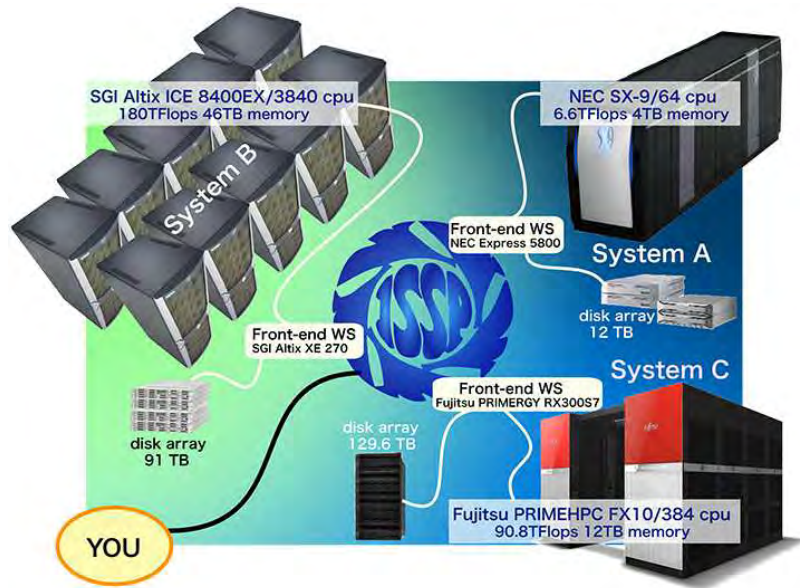 SGI Altix ICE 8400EX/3840 cpu
180TFlops 46TB memory
System B
NEC SX-9/64 cpu
6.6TFlops 4TB memory
Front-end WS
NEC Express 5800
System A
disk array
12 TB
ISSP
Front-end WS
SGI Altix XE 270
disk array
91 TB
System C
Front-end WS
Fujitsu PRIMERGY RX300S7
disk array
129.6 TB
Fujitsu PRIMEHPC FX10/384 cpu
90.8TFlops 12TB memory
YOU